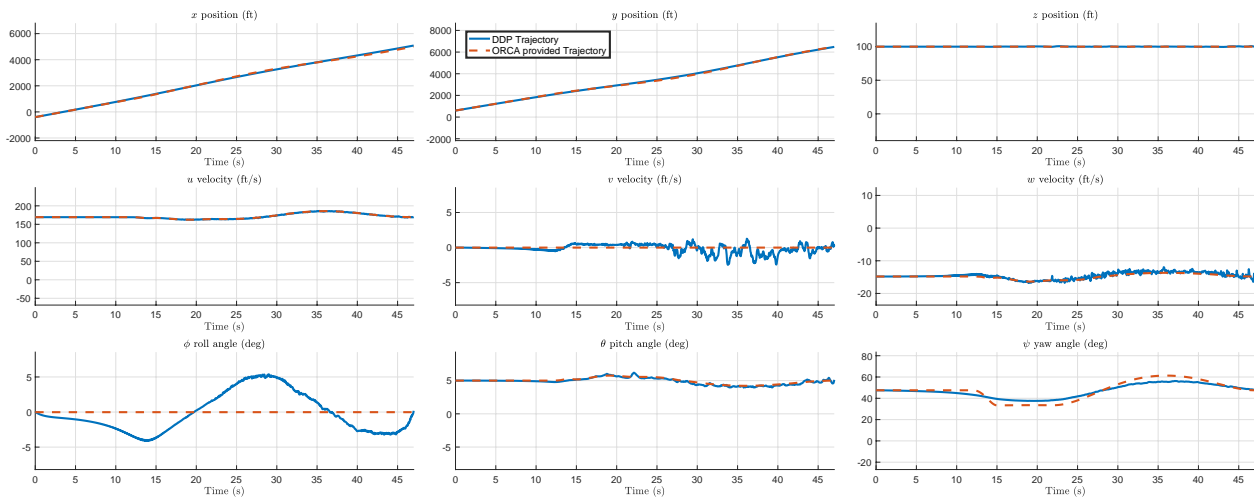 x position (ft)
6000
4000
2000
0
-2000
0 5 10 15 20 25 30 35 40 45
Time (s)
y position (ft)
8000
6000
4000
2000
0
-2000
DDP Trajectory
ORCA provided Trajectory
0 5 10 15 20 25 30 35 40 45
Time (s)
z position (ft)
100
50
0
0 5 10 15 20 25 30 35 40 45
Time (s)
u velocity (ft/s)
200
150
100
50
0
-50
0 5 10 15 20 25 30 35 40 45
Time (s)
v velocity (ft/s)
5
0
-5
0 5 10 15 20 25 30 35 40 45
Time (s)
w velocity (ft/s)
10
0
-10
-20
0 5 10 15 20 25 30 35 40 45
Time (s)
ϕ roll angle (deg)
5
0
-5
0 5 10 15 20 25 30 35 40 45
Time (s)
θ pitch angle (deg)
5
0
-5
0 5 10 15 20 25 30 35 40 45
Time (s)
ψ yaw angle (deg)
80
60
40
20
0
-20
0 5 10 15 20 25 30 35 40 45
Time (s)